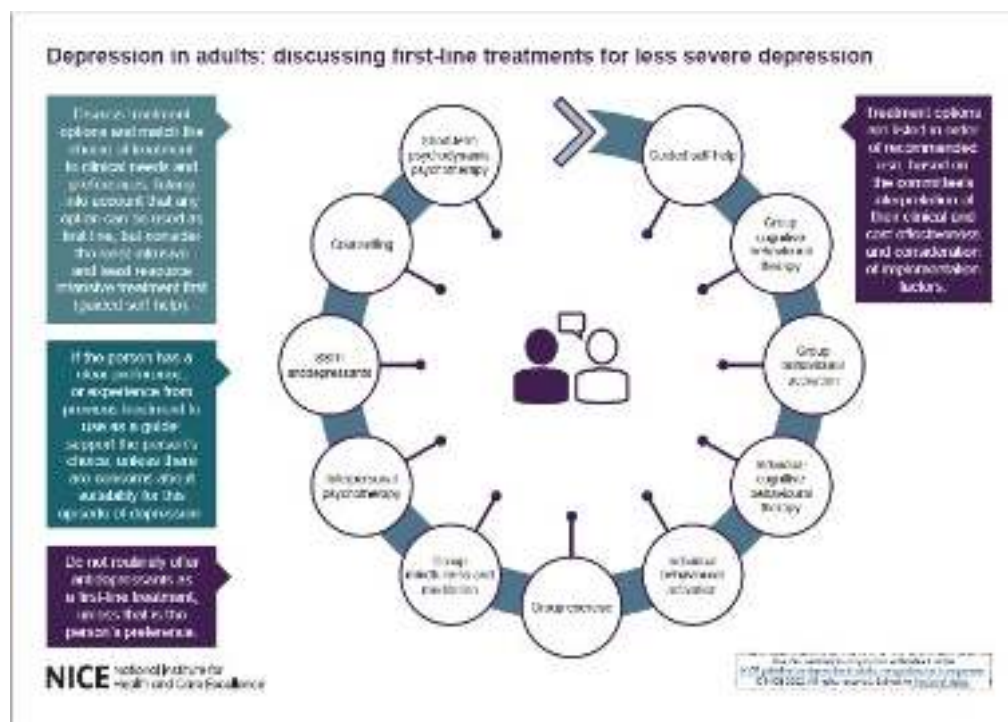 Depression in adults: discussing first-line treatments for less severe depression
Discuss treatment
options and match the
choice of treatment
to clinical needs and
preferences, taking
into account that any
option can be used as
first line, but consider
the least intrusive
and least resource
intensive treatment first
(guided self help).
If the person has a
clear preference
or experience from
previous treatment to
use as a guide
support the person's
choice, unless there
are concerns about
suitability for this
episode of depression
Do not routinely offer
antidepressants as
a first-line treatment,
unless that is the
person's preference.
Treatment options
are listed in order
of recommended
use, based on
the committee's
interpretation of
their clinical and
cost effectiveness
and consideration
of implementation
factors.
Guided self help
Group
cognitive
behavioural
therapy
Group
behavioural
activation
Individual
cognitive
behavioural
therapy
Individual
behavioural
activation
Group exercise
Group
mindfulness and
meditation
Interpersonal
psychotherapy
SSRI
antidepressants
Counselling
Short-term
psychodynamic
psychotherapy
NICE National Institute for
Health and Care Excellence